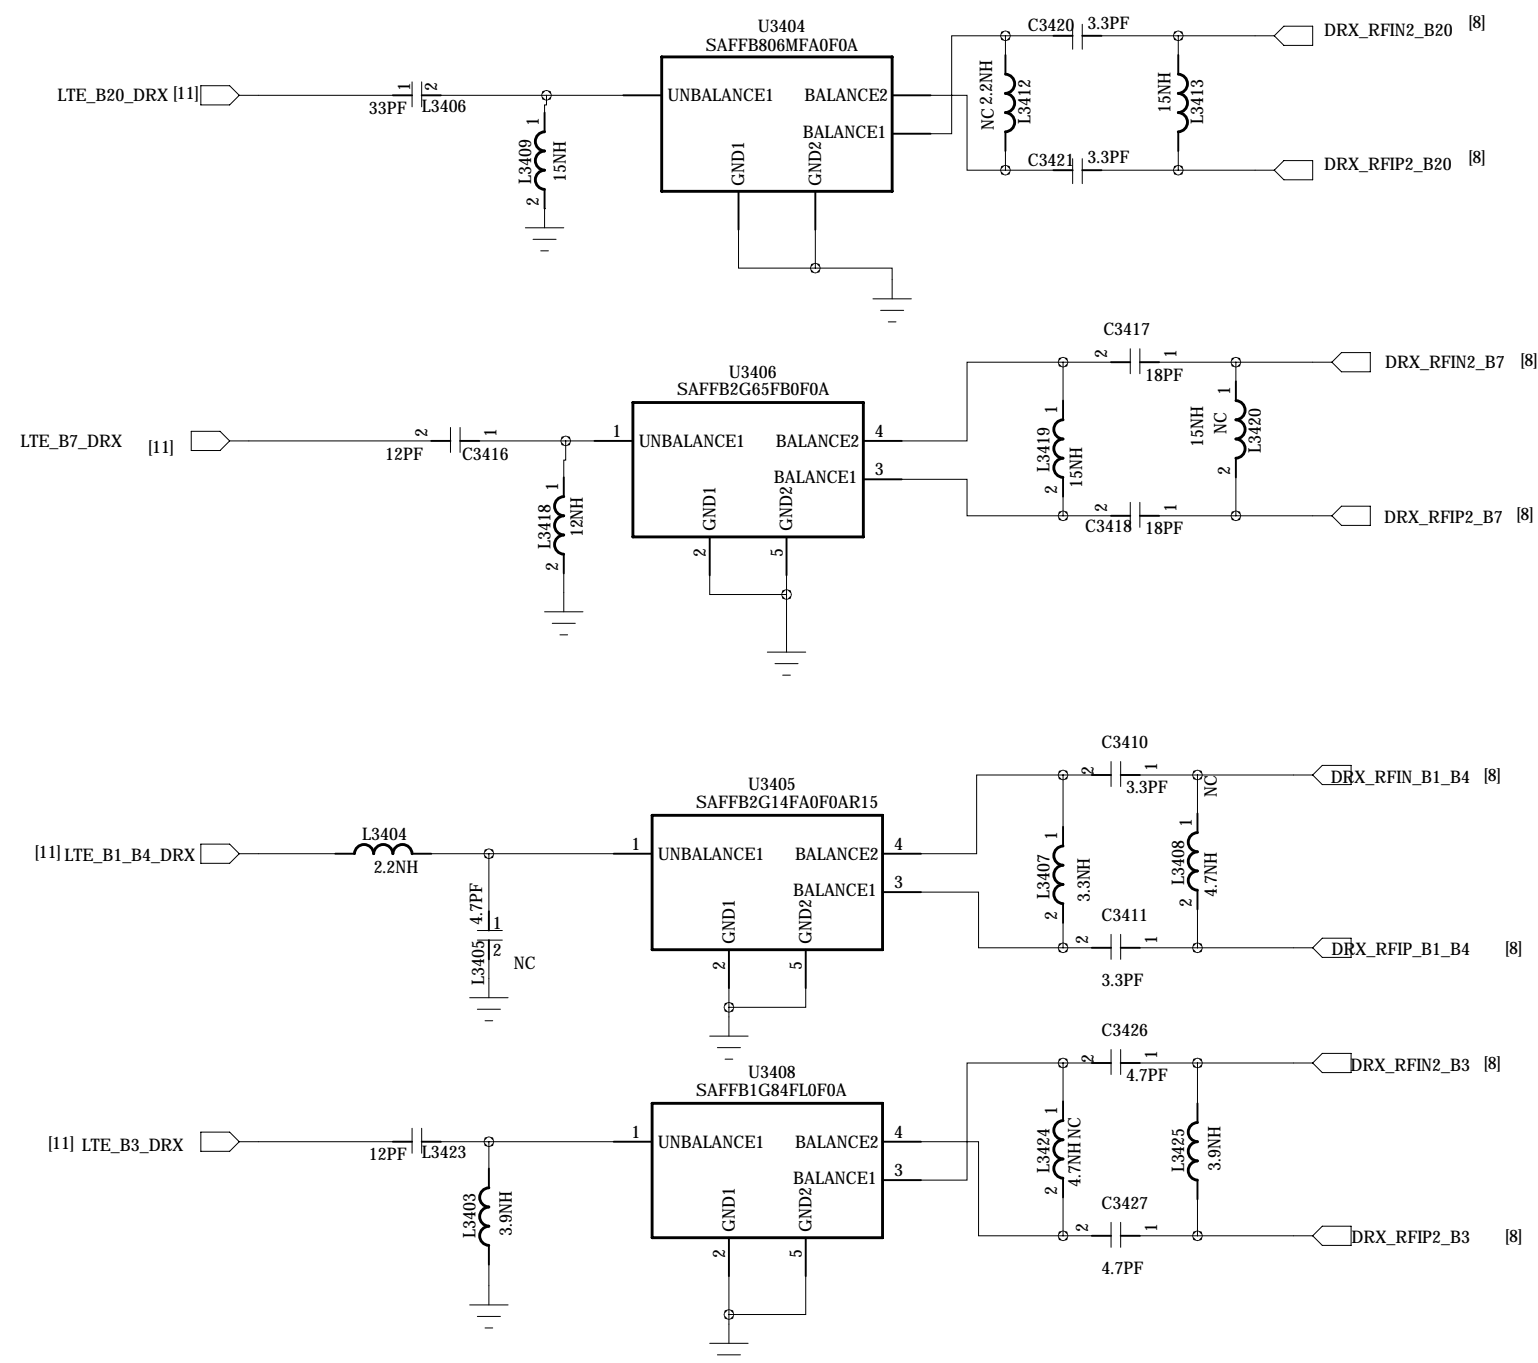 U3404
SAFFB806MFA0F0A
LTE_B20_DRX [11]
1
2
33PF
L3406
1
L3409
15NH
2
UNBALANCE1
BALANCE2
BALANCE1
GND1
GND2
C3420
3.3PF
NC 2.2NH
L3412
15NH
L3413
C3421
3.3PF
DRX_RFIN2_B20
[8]
DRX_RFIP2_B20
[8]
U3406
SAFFB2G65FB0F0A
LTE_B7_DRX
[11]
2
1
12PF
C3416
1
L3418
12NH
2
1
UNBALANCE1
BALANCE2
4
BALANCE1
3
GND1
GND2
2
5
C3417
2
1
18PF
1
L3419
15NH
2
1
15NH
NC
L3420
2
2
1
C3418
18PF
DRX_RFIN2_B7
[8]
DRX_RFIP2_B7
[8]
U3405
SAFFB2G14FA0F0AR15
[11] LTE_B1_B4_DRX
L3404
2.2NH
4.7PF
1
L3405
2
NC
1
UNBALANCE1
BALANCE2
4
BALANCE1
3
GND1
GND2
2
5
C3410
2
1
3.3PF
NC
1
L3407
3.3NH
2
1
L3408
4.7NH
2
C3411
2
1
3.3PF
DRX_RFIN_B1_B4
[8]
DRX_RFIP_B1_B4
[8]
U3408
SAFFB1G84FL0F0A
[11] LTE_B3_DRX
12PF
L3423
L3403
3.9NH
1
UNBALANCE1
BALANCE2
4
BALANCE1
3
GND1
GND2
2
5
C3426
2
1
4.7PF
1
L3424
4.7NH NC
2
L3425
3.9NH
C3427
2
1
4.7PF
DRX_RFIN2_B3
[8]
DRX_RFIP2_B3
[8]